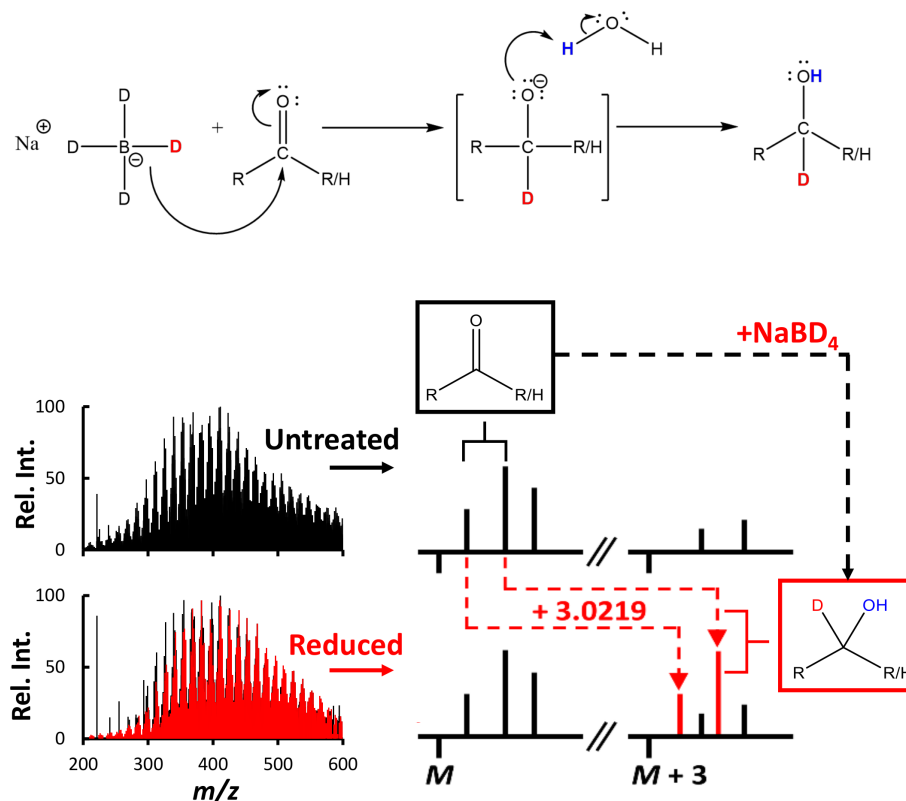 D
H
O
H
O
⊖
O
OH
Na ⊕
D
B
⊖
D
+
C
R
R/H
R
C
R/H
D
C
R
R/H
D
D
O
R
R/H
+NaBD4
100
50
0
Rel. Int.
Untreated
+ 3.0219
100
50
0
Rel. Int.
Reduced
200
300
400
500
600
m/z
M
M + 3
D
OH
R
R/H